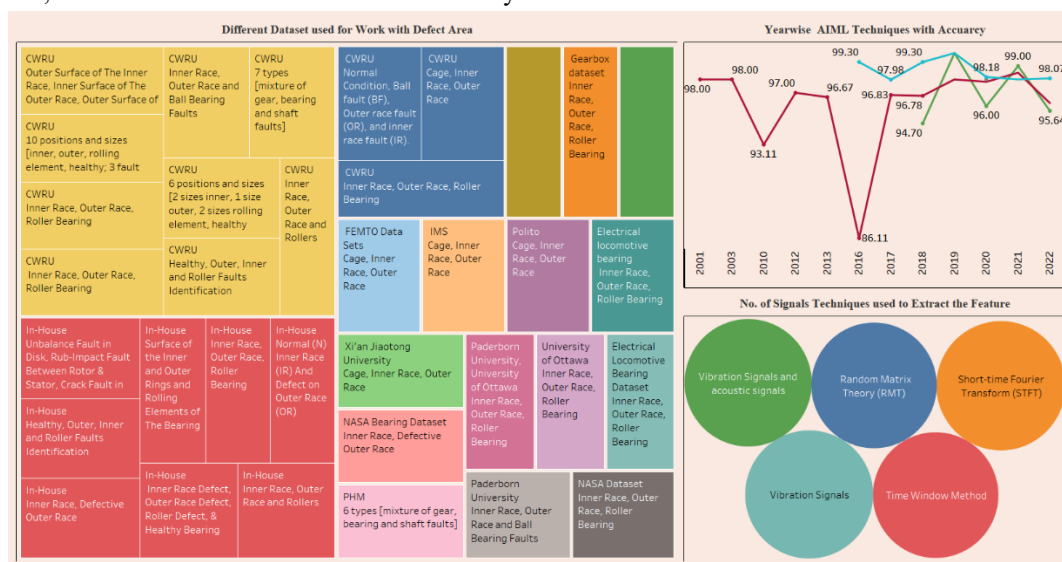 Different Dataset used for Work with Defect Area
CWRU
Outer Surface of The Inner
Race, Inner Surface of The
Outer Race, Outer Surface of
CWRU
Inner Race,
Outer Race and
Ball Bearing
Faults
CWRU
7 types
[mixture of gear,
bearing and
shaft faults]
CWRU
10 positions and sizes
[inner, outer, rolling
element, healthy; 3 fault
CWRU
6 positions and sizes
[2 sizes inner, 1 size
outer, 2 sizes rolling
element, healthy
CWRU
Inner
Race,
Outer
Race and
Rollers
CWRU
Inner Race, Outer Race,
Roller Bearing
CWRU
Inner Race, Outer Race,
Roller Bearing
CWRU
Healthy, Outer, Inner
and Roller Faults
Identification
CWRU
Normal
Condition, Ball
fault (BF),
Outer race fault
(OR), and inner
race fault (IR).
CWRU
Cage, Inner
Race, Outer
Race
CWRU
Inner Race, Outer Race, Roller
Bearing
Gearbox
dataset
Inner
Race,
Outer
Race,
Roller
Bearing
FEMTO Data
Sets
Cage, Inner
Race, Outer
Race
IMS
Cage, Inner
Race, Outer
Race
Polito
Cage, Inner
Race, Outer
Race
Electrical
locomotive
bearing
Inner Race,
Outer Race,
Roller Bearing
In-House
Unbalance Fault in
Disk, Rub-Impact Fault
Between Rotor &
Stator, Crack Fault in
In-House
Surface of
the Inner
and Outer
Rings and
Rolling
Elements of
The Bearing
In-House
Inner Race,
Outer Race,
Roller
Bearing
In-House
Normal (N)
Inner Race
(IR) And
Defect on
Outer Race
(OR)
In-House
Healthy, Outer, Inner
and Roller Faults
Identification
In-House
Inner Race, Defective
Outer Race
In-House
Inner Race Defect,
Outer Race Defect,
Roller Defect, &
Healthy Bearing
In-House
Inner Race, Outer
Race and Rollers
Xi'an Jiaotong
University
Cage, Inner Race, Outer
Race
NASA Bearing Dataset
Inner Race, Defective
Outer Race
PHM
6 types [mixture of gear,
bearing and shaft faults]
Paderborn
University,
University of
Ottawa
Inner Race,
Outer Race,
Roller
Bearing
University
of Ottawa
Inner Race,
Outer Race,
Roller
Bearing
Electrical
Locomotive
Bearing
Dataset
Inner Race,
Outer Race,
Roller
Bearing
Paderborn
University
Inner Race, Outer
Race and Ball
Bearing Faults
NASA Dataset
Inner Race, Outer
Race, Roller
Bearing
Yearwise AIML Techniques with Accuarcy
98.00
98.00
93.11
97.00
96.67
86.11
99.30
97.98
96.83
99.30
96.78
94.70
98.18
96.00
99.00
98.07
95.64
2001
2003
2010
2012
2013
2016
2017
2018
2019
2020
2021
2022
No. of Signals Techniques used to Extract the Feature
Vibration Signals and
acoustic signals
Random Matrix
Theory (RMT)
Short-time Fourier
Transform (STFT)
Vibration Signals
Time Window Method